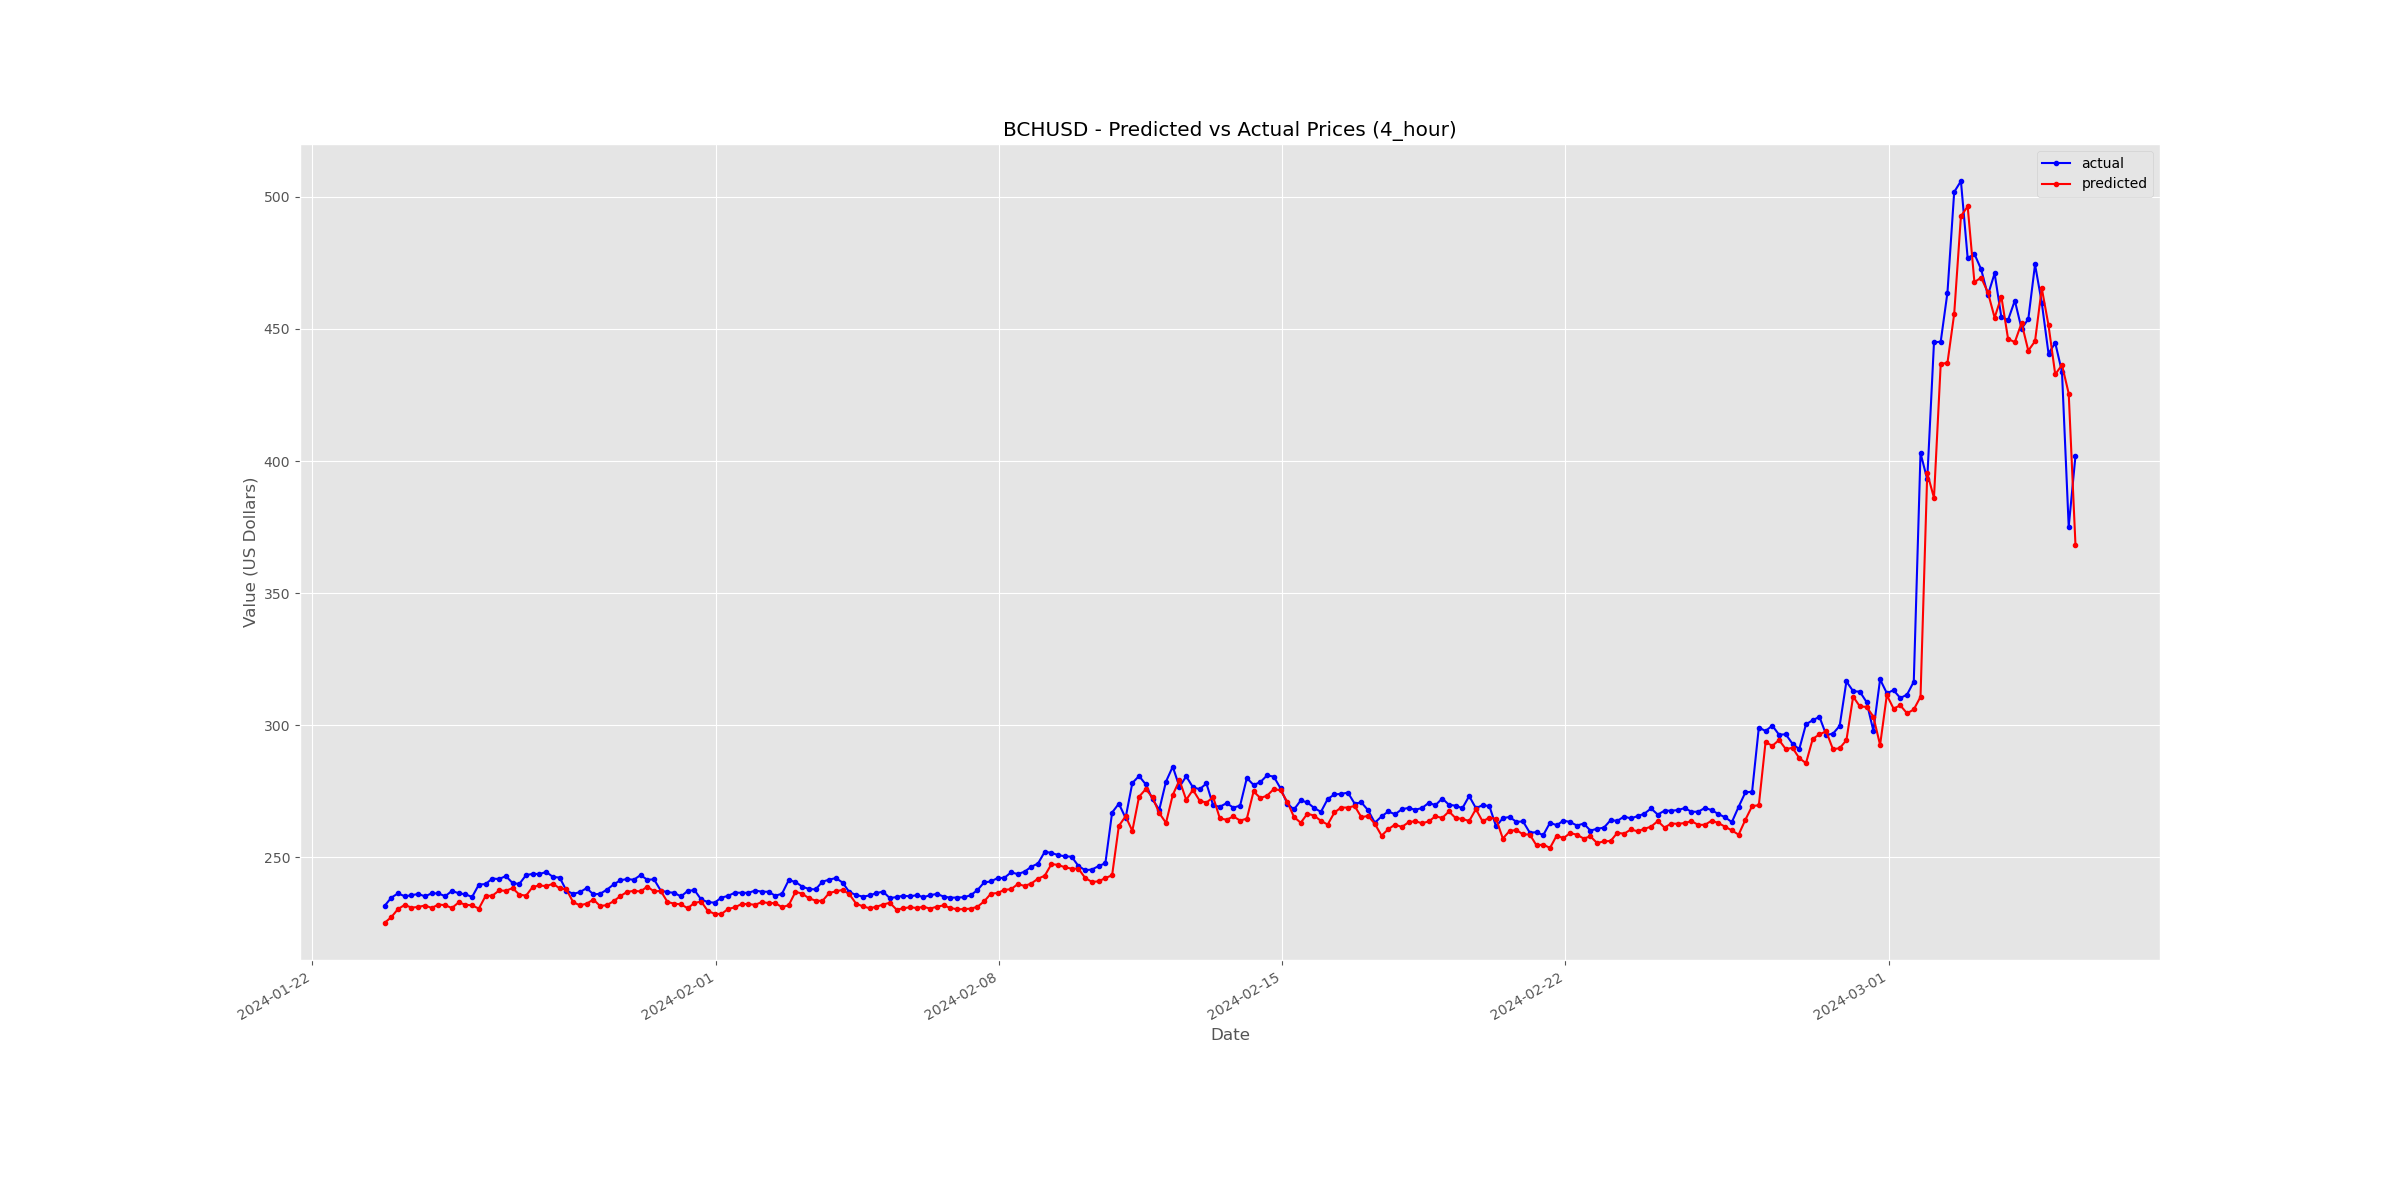 BCHUSD - Predicted vs Actual Prices (4_hour)
actual
predicted
500
450
400
350
300
250
Value (US Dollars)
2024-01-22
2024-02-01
2024-02-08
2024-02-15
2024-02-22
2024-03-01
Date